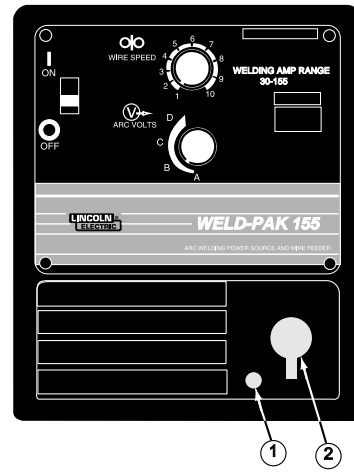 WIRE SPEED
1 2 3 4 5 6 7 8 9 10
ON
OFF
WELDING AMP RANGE
30-155
V
ARC VOLTS
A B C D
LINCOLN ®
ELECTRIC
WELD-PAK 155
ARC WELDING POWER SOURCE AND WIRE FEEDER
1 2